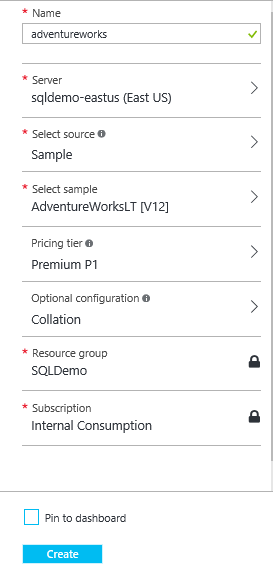 * Name
adventureworks
* Server
sqldemo-eastus (East US)
* Select source
Sample
* Select sample
AdventureWorksLT [V12]
Pricing tier
Premium P1
Optional configuration
Collation
* Resource group
SQLDemo
* Subscription
Internal Consumption
Pin to dashboard
Create